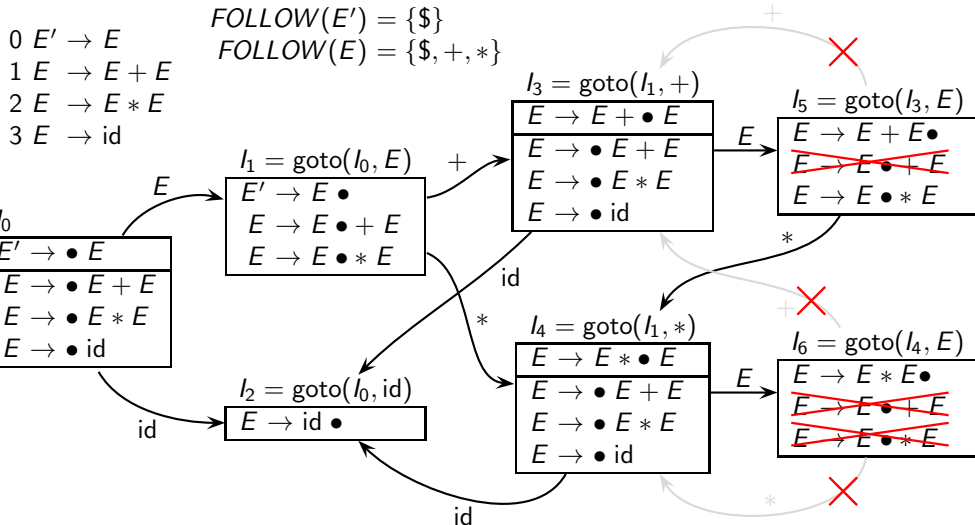 FOLLOW(E′) = {$}
FOLLOW(E) = {$, +, ∗}
0 E′ → E
1 E → E + E
2 E → E ∗ E
3 E → id
I0
E′ → • E
E → • E + E
E → • E ∗ E
E → • id
E
id
I1 = goto(I0, E)
E′ → E •
E → E • + E
E → E • ∗ E
+
∗
I2 = goto(I0, id)
E → id •
I3 = goto(I1, +)
E → E + • E
E → • E + E
E → • E ∗ E
E → • id
E
id
I4 = goto(I1, ∗)
E → E ∗ • E
E → • E + E
E → • E ∗ E
E → • id
E
id
+
I5 = goto(I3, E)
E → E + E•
E → E • + E
E → E • ∗ E
∗
+
I6 = goto(I4, E)
E → E ∗ E•
E → E • + E
E → E • ∗ E
∗